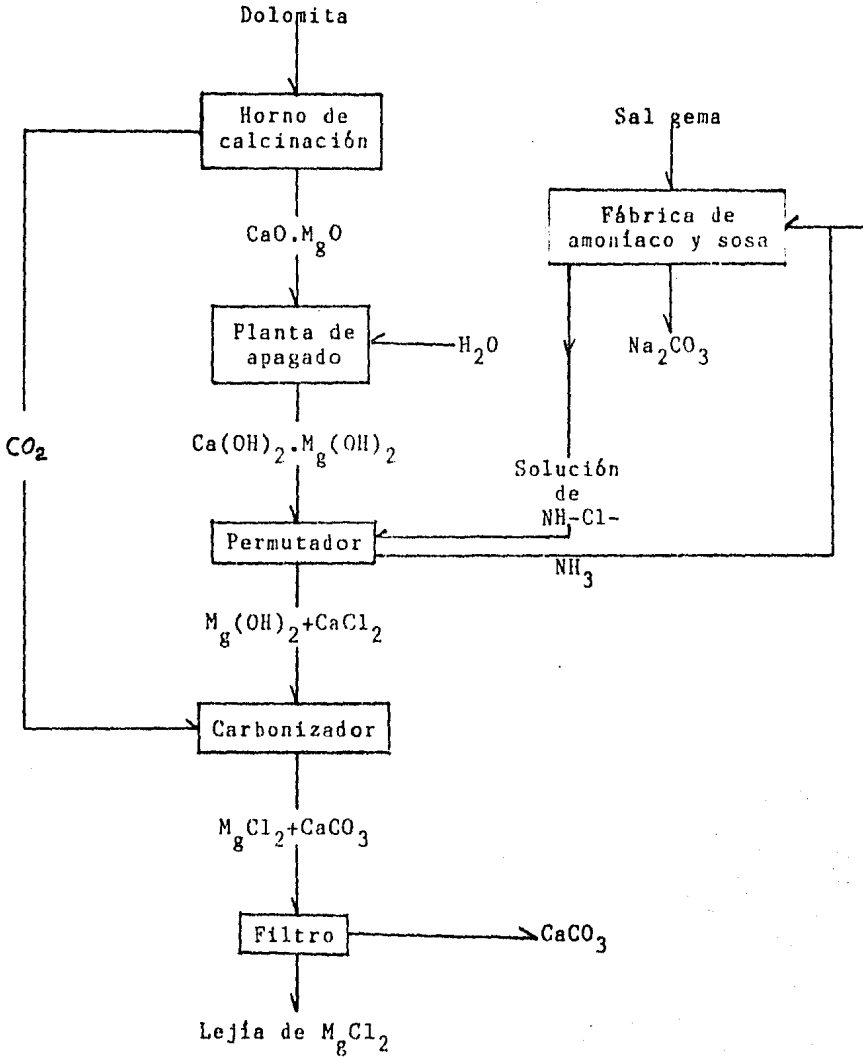 Dolomita
Horno de
calcinación
Sal gema
Fábrica de
amoníaco y sosa
CaO.MgO
Planta de
apagado
H2O
Na2CO3
CO2
Ca(OH)2.Mg(OH)2
Solución
de
NH-Cl-
Permutador
NH3
Mg(OH)2+CaCl2
Carbonizador
MgCl2+CaCO3
Filtro
CaCO3
Lejía de MgCl2